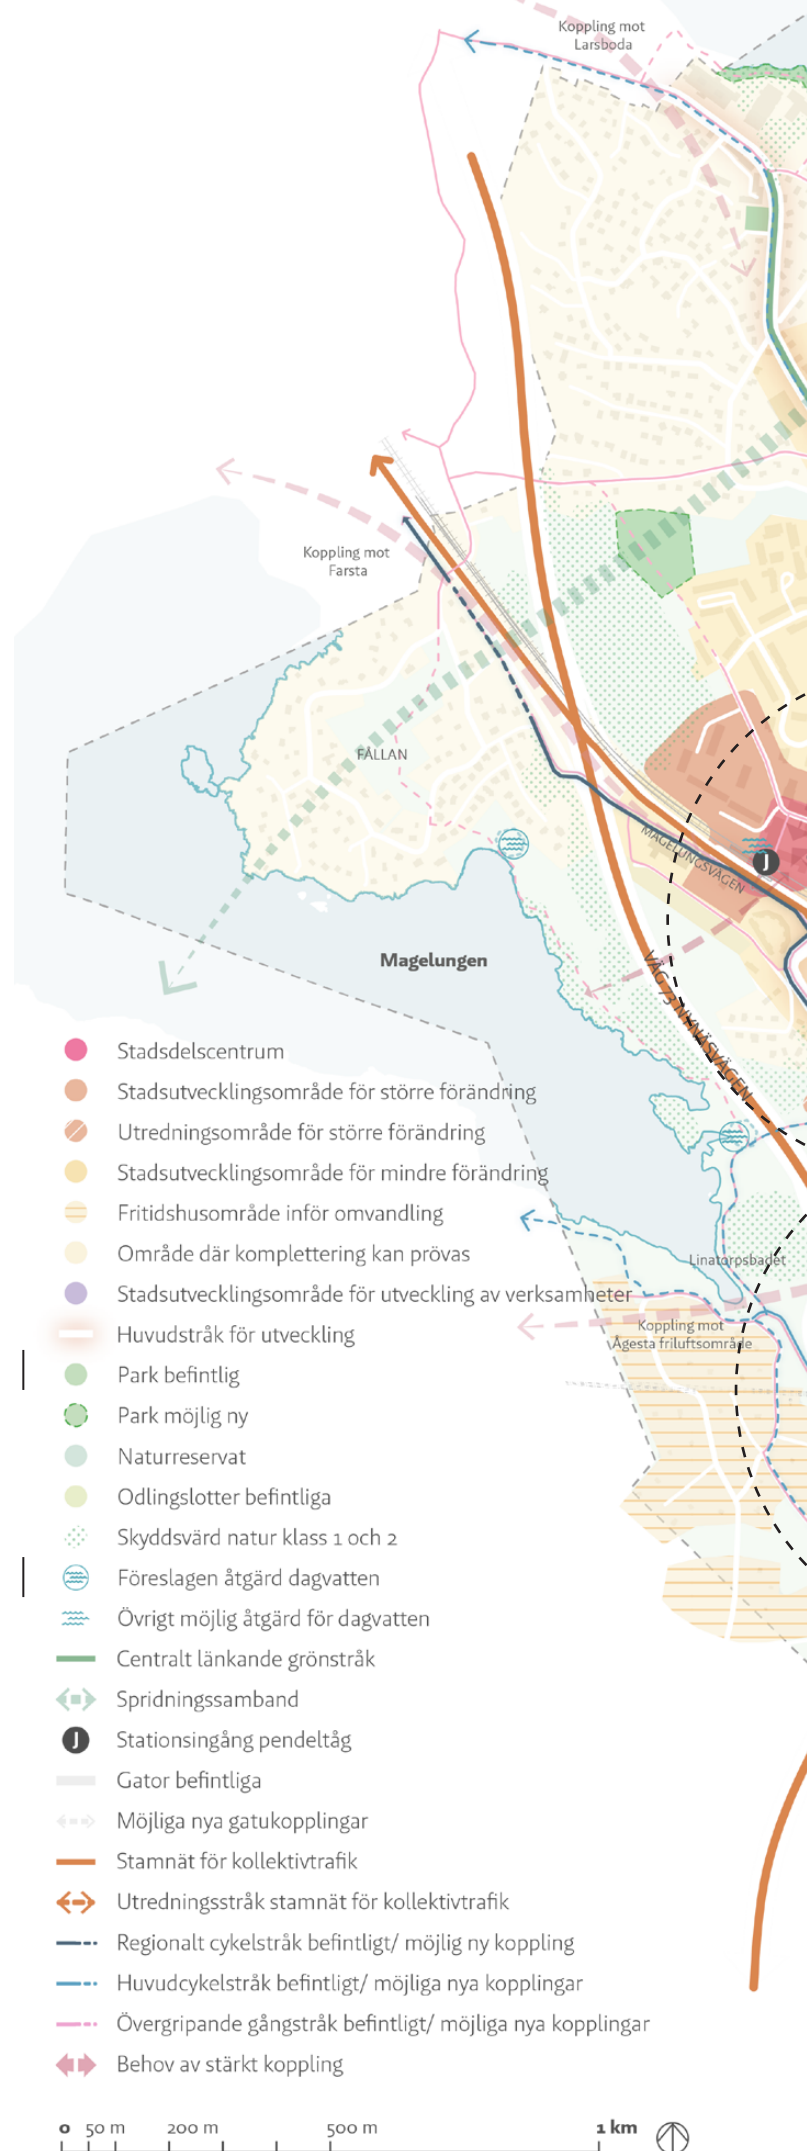 Koppling mot
Larsboda
Koppling mot
Farsta
FÅLLAN
MAGELUNGSVÄGEN
J
Magelungen
VÄG 73 NYNÄSVÄGEN
Linatorpsbadet
Koppling mot
Ågesta friluftsområde
Stadsdelscentrum
Stadsutvecklingsområde för större förändring
Utredningsområde för större förändring
Stadsutvecklingsområde för mindre förändring
Fritidshusområde inför omvandling
Område där komplettering kan prövas
Stadsutvecklingsområde för utveckling av verksamheter
Huvudstråk för utveckling
Park befintlig
Park möjlig ny
Naturreservat
Odlingslotter befintliga
Skyddsvärd natur klass 1 och 2
Föreslagen åtgärd dagvatten
Övrigt möjlig åtgärd för dagvatten
Centralt länkande grönstråk
Spridningssamband
J Stationsingång pendeltåg
Gator befintliga
Möjliga nya gatukopplingar
Stamnät för kollektivtrafik
Utredningsstråk stamnät för kollektivtrafik
Regionalt cykelstråk befintligt/ möjlig ny koppling
Huvudcykelstråk befintligt/ möjliga nya kopplingar
Övergripande gångstråk befintligt/ möjliga nya kopplingar
Behov av stärkt koppling
0 50 m 200 m 500 m 1 km